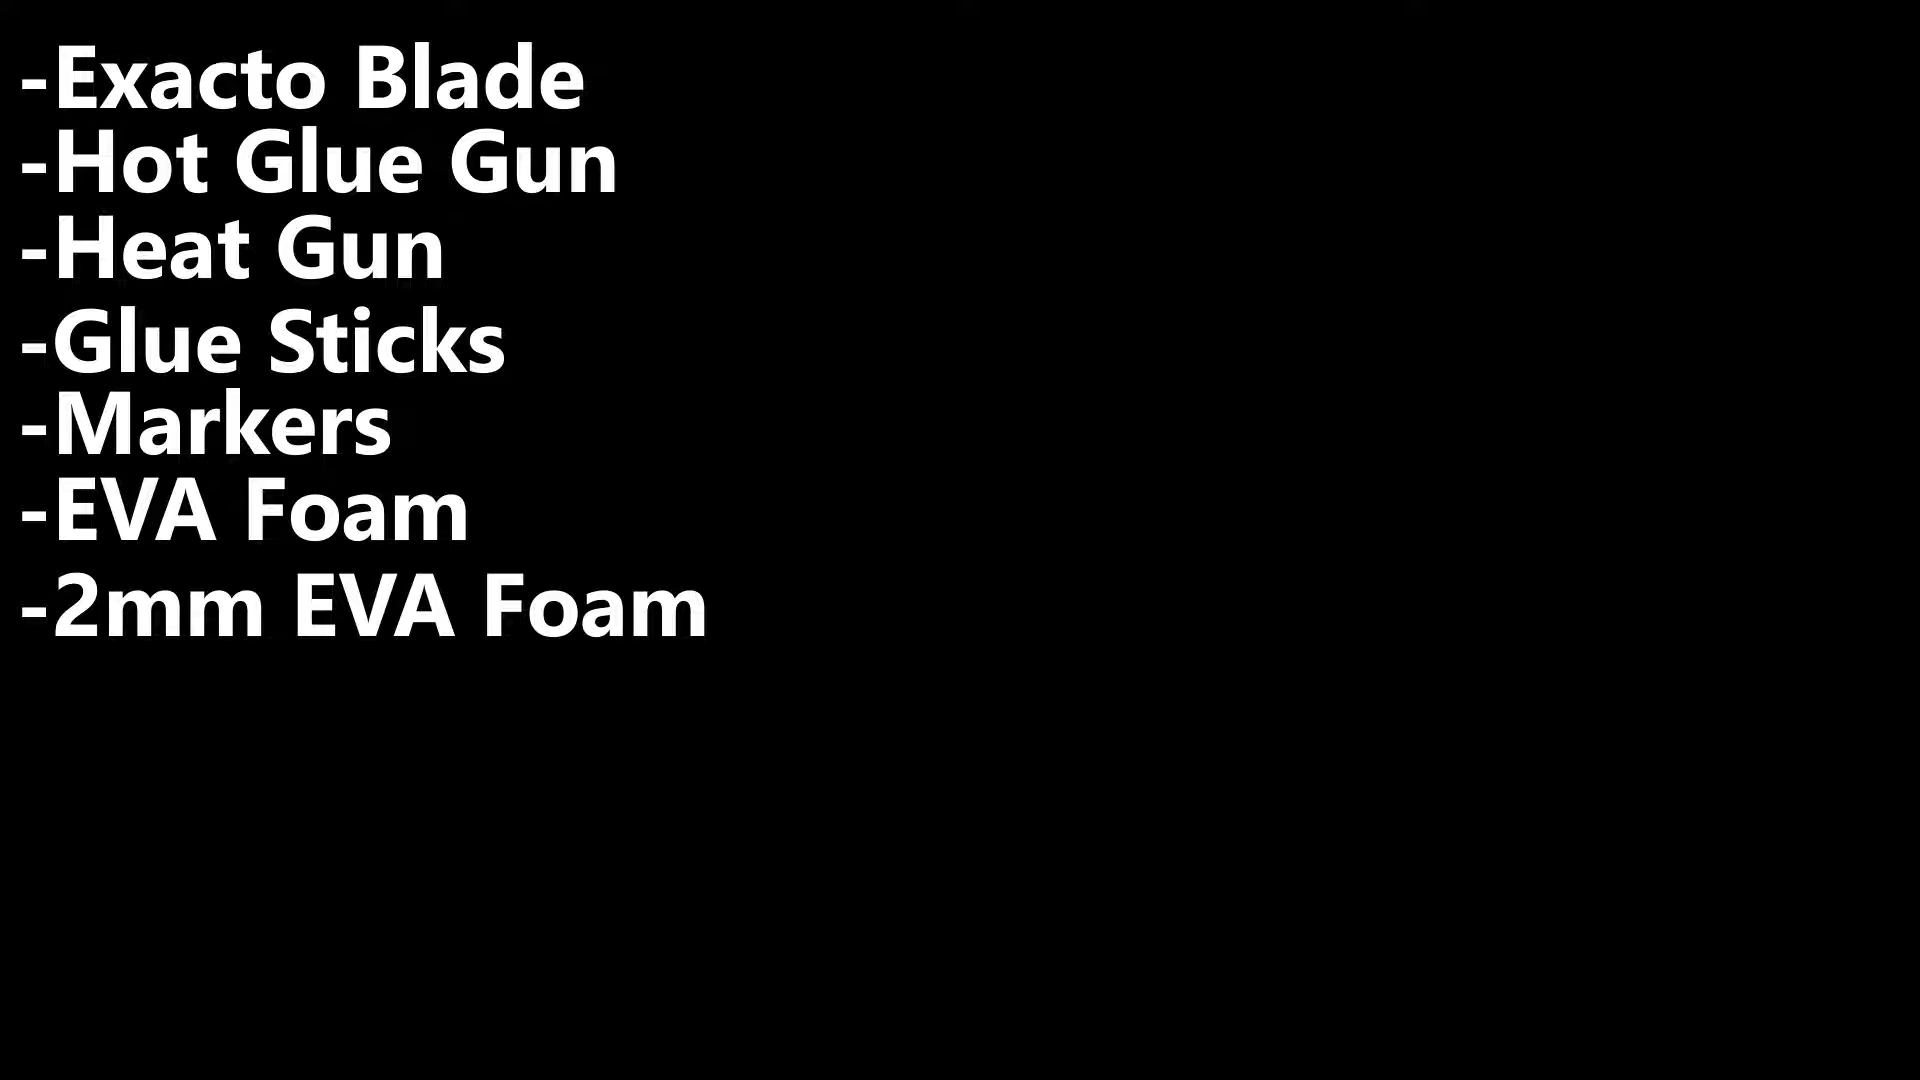 -Exacto Blade
-Hot Glue Gun
-Heat Gun
-Glue Sticks
-Markers
-EVA Foam
-2mm EVA Foam